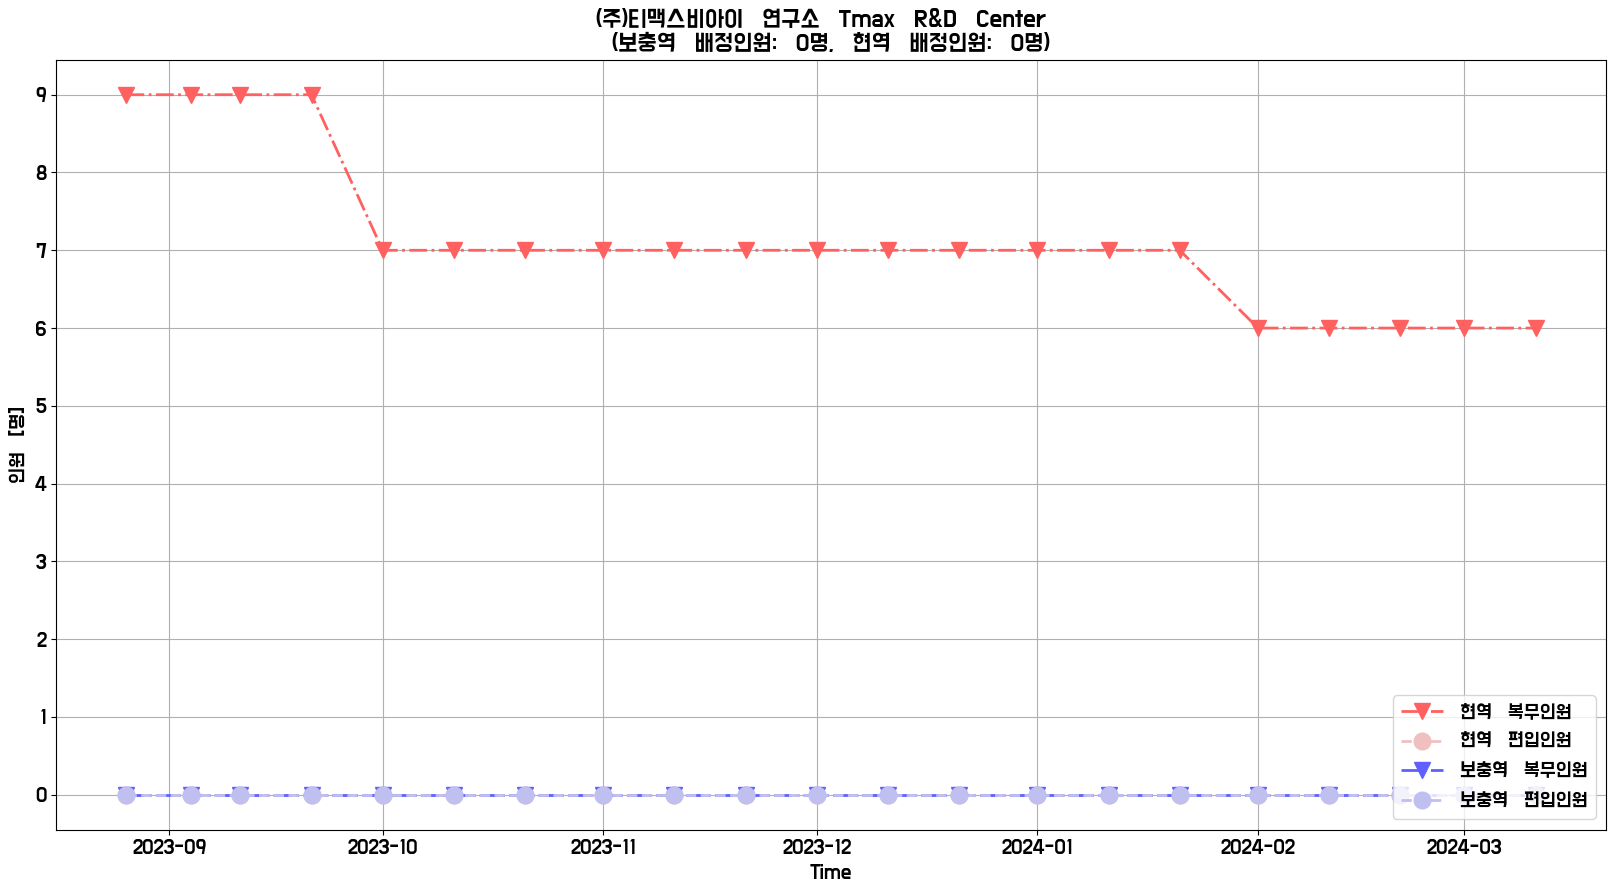 (주)티맥스비아이 연구소 Tmax R&D Center
(보충역 배정인원: 0명, 현역 배정인원: 0명)
인원 [명]
9
8
7
6
5
4
3
2
1
0
2023-09
2023-10
2023-11
2023-12
2024-01
2024-02
2024-03
Time
현역 복무인원
현역 편입인원
보충역 복무인원
보충역 편입인원